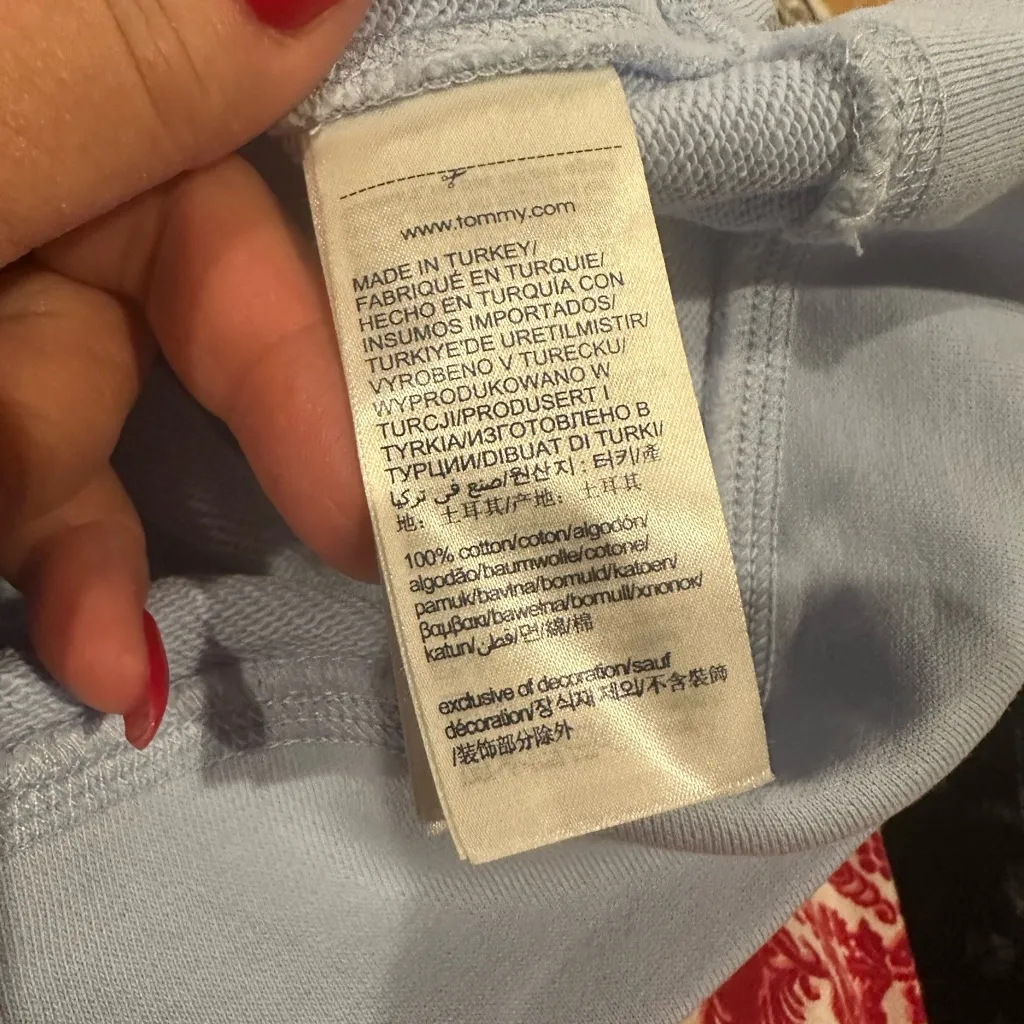 www.tommy.com
MADE IN TURKEY/
FABRIQUÉ EN TURQUIE/
HECHO EN TURQUÍA CON
INSUMOS IMPORTADOS/
TURKIYE'DE URETILMISTIR/
VYROBENO V TURECKU/
WYPRODUKOWANO W
TURCJI/PRODUSERT I
TYRKIA/ИЗГОТОВЛЕНО В
ТУРЦИИ/DIBUAT DI TURKI/
صنع في تركيا/원산지: 터키/產
地: 土耳其/产地: 土耳其
100% cotton/coton/algodón/
algodão/baumwolle/cotone/
pamuk/bavlna/bomuld/katoen/
βαμβακι/bawełna/bomull/хлопок/
katun/قطن/면/綿/棉
exclusive of decoration/sauf
décoration/장식재 제외/不含裝飾
/装饰部分除外